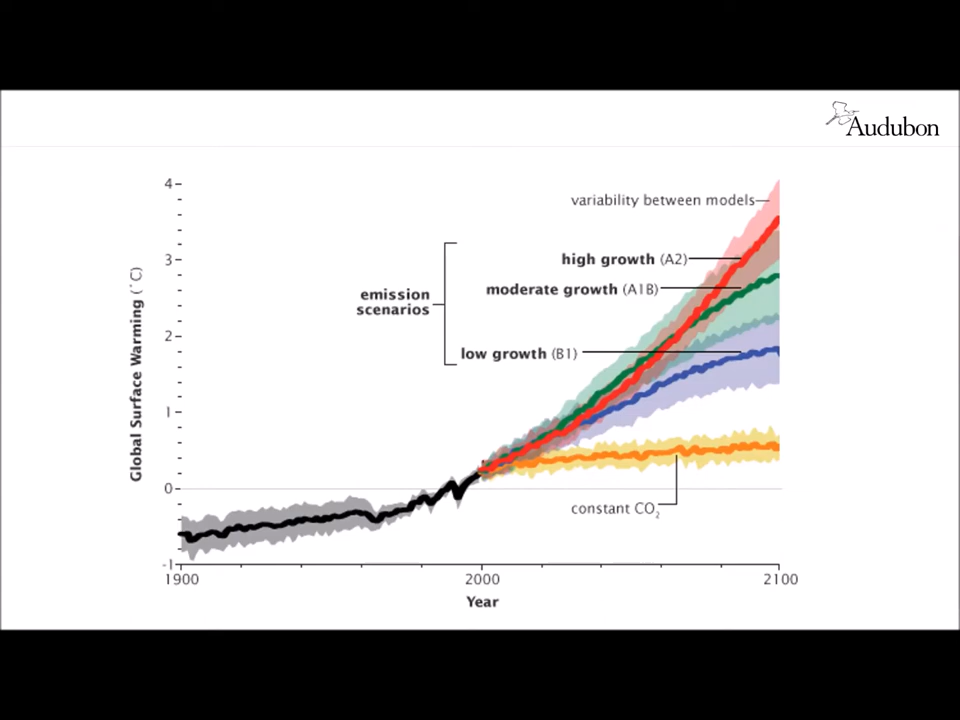 Audubon
4
variability between models
3
high growth (A2)
moderate growth (A1B)
emission
scenarios
2
low growth (B1)
1
0
constant CO2
-1
1900
2000
2100
Year
Global Surface Warming (°C)